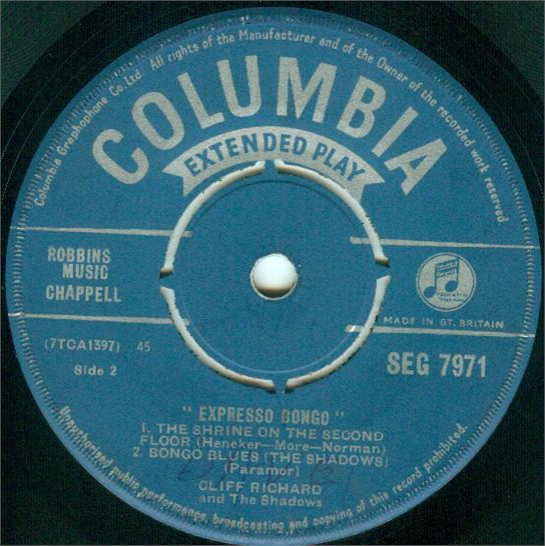 Columbia Graphophone Co. Ltd. All rights of the Manufacturer and of the Owner of the recorded work reserved
COLUMBIA
EXTENDED PLAY
ROBBINS
MUSIC
CHAPPELL
MADE IN GT. BRITAIN
(7TCA1397) 45
Side 2
SEG 7971
" EXPRESSO BONGO "
1. THE SHRINE ON THE SECOND
FLOOR (Heneker—More—Norman)
2. BONGO BLUES (THE SHADOWS)
(Paramor)
CLIFF RICHARD
and The Shadows
Unauthorised public performance, broadcasting and copying of this record prohibited.